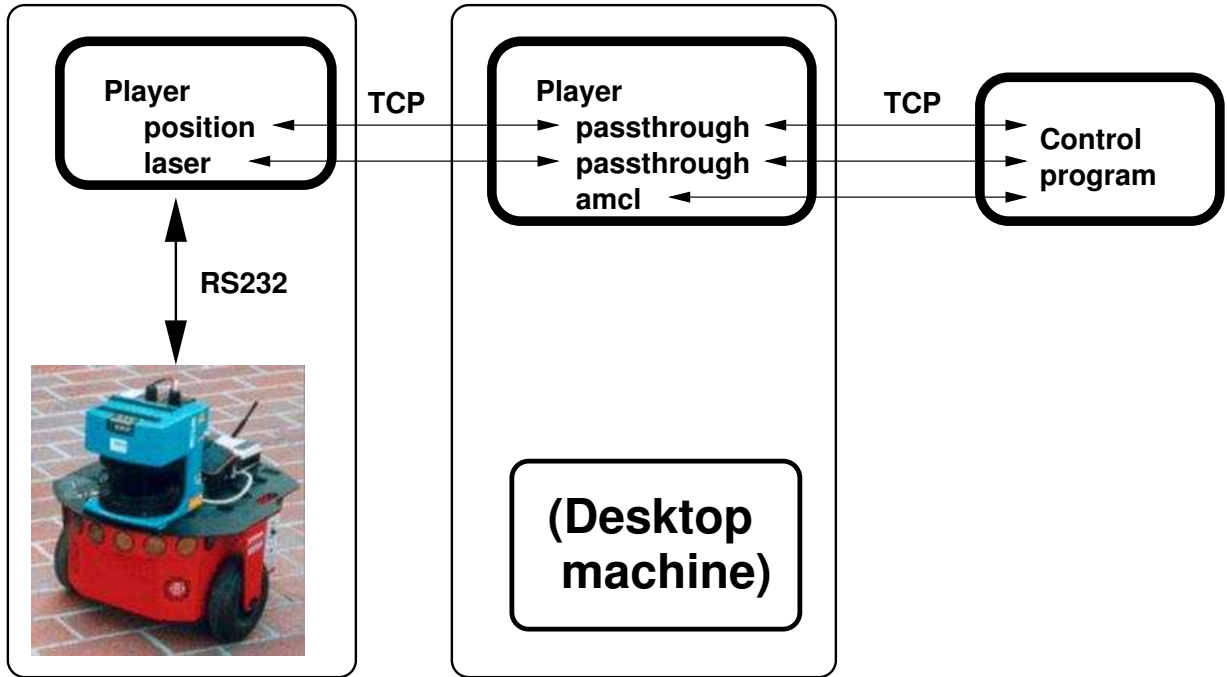 Player
position
laser
RS232
TCP
Player
passthrough
passthrough
amcl
(Desktop
machine)
TCP
Control
program